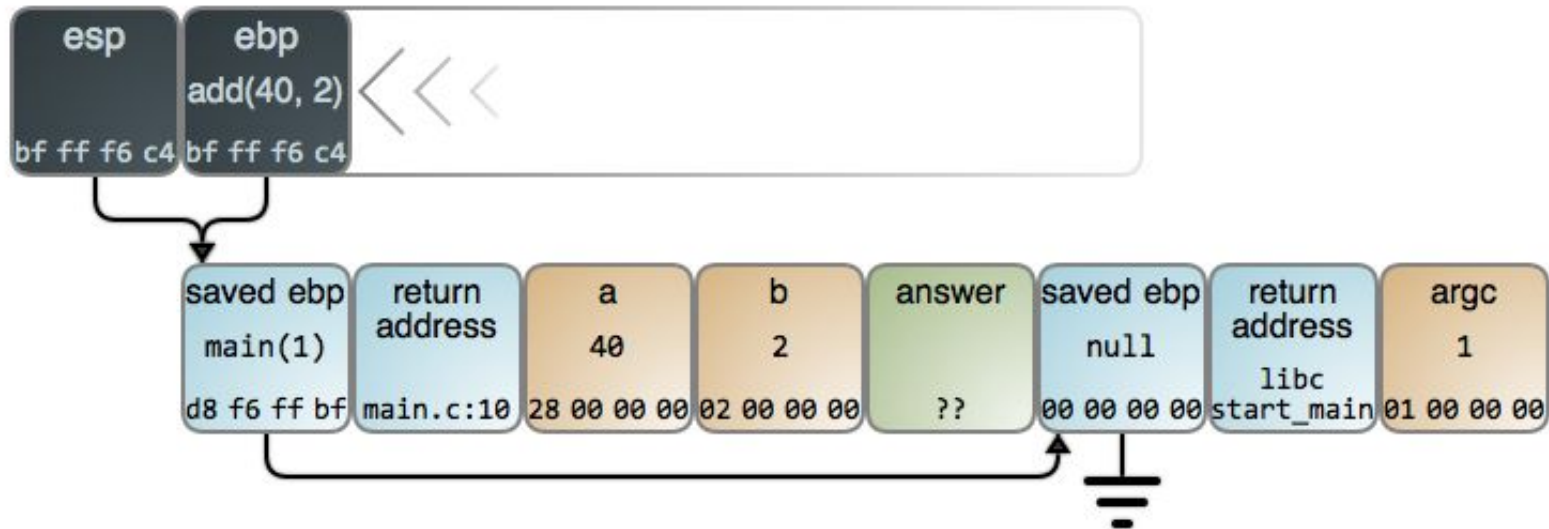 esp
bf ff f6 c4
ebp
add(40, 2)
bf ff f6 c4
saved ebp
main(1)
d8 f6 ff bf
return
address
main.c:10
a
40
28 00 00 00
b
2
02 00 00 00
answer
??
saved ebp
null
00 00 00 00
return
address
libc
start_main
argc
1
01 00 00 00